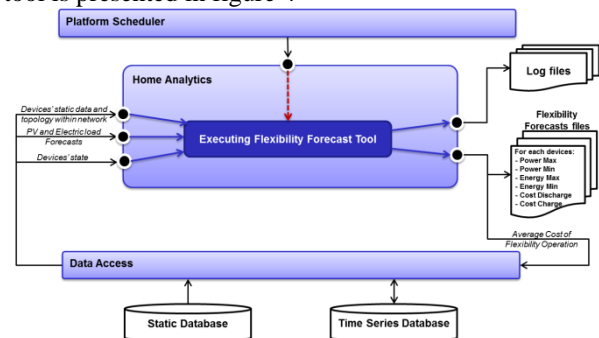 tool is presented in figure 4
Platform Scheduler
Home Analytics
Log files
Devices' static data and
topology within network
PV and Electric load
Forecasts
Devices' state
Executing Flexibility Forecast Tool
Flexibility
Forecasts files
For each devices:
- Power Max
- Power Min
- Energy Max
- Energy Min
- Cost Discharge
- Cost Charge
Average Cost of
Flexibility Operation
Data Access
Static Database
Time Series Database